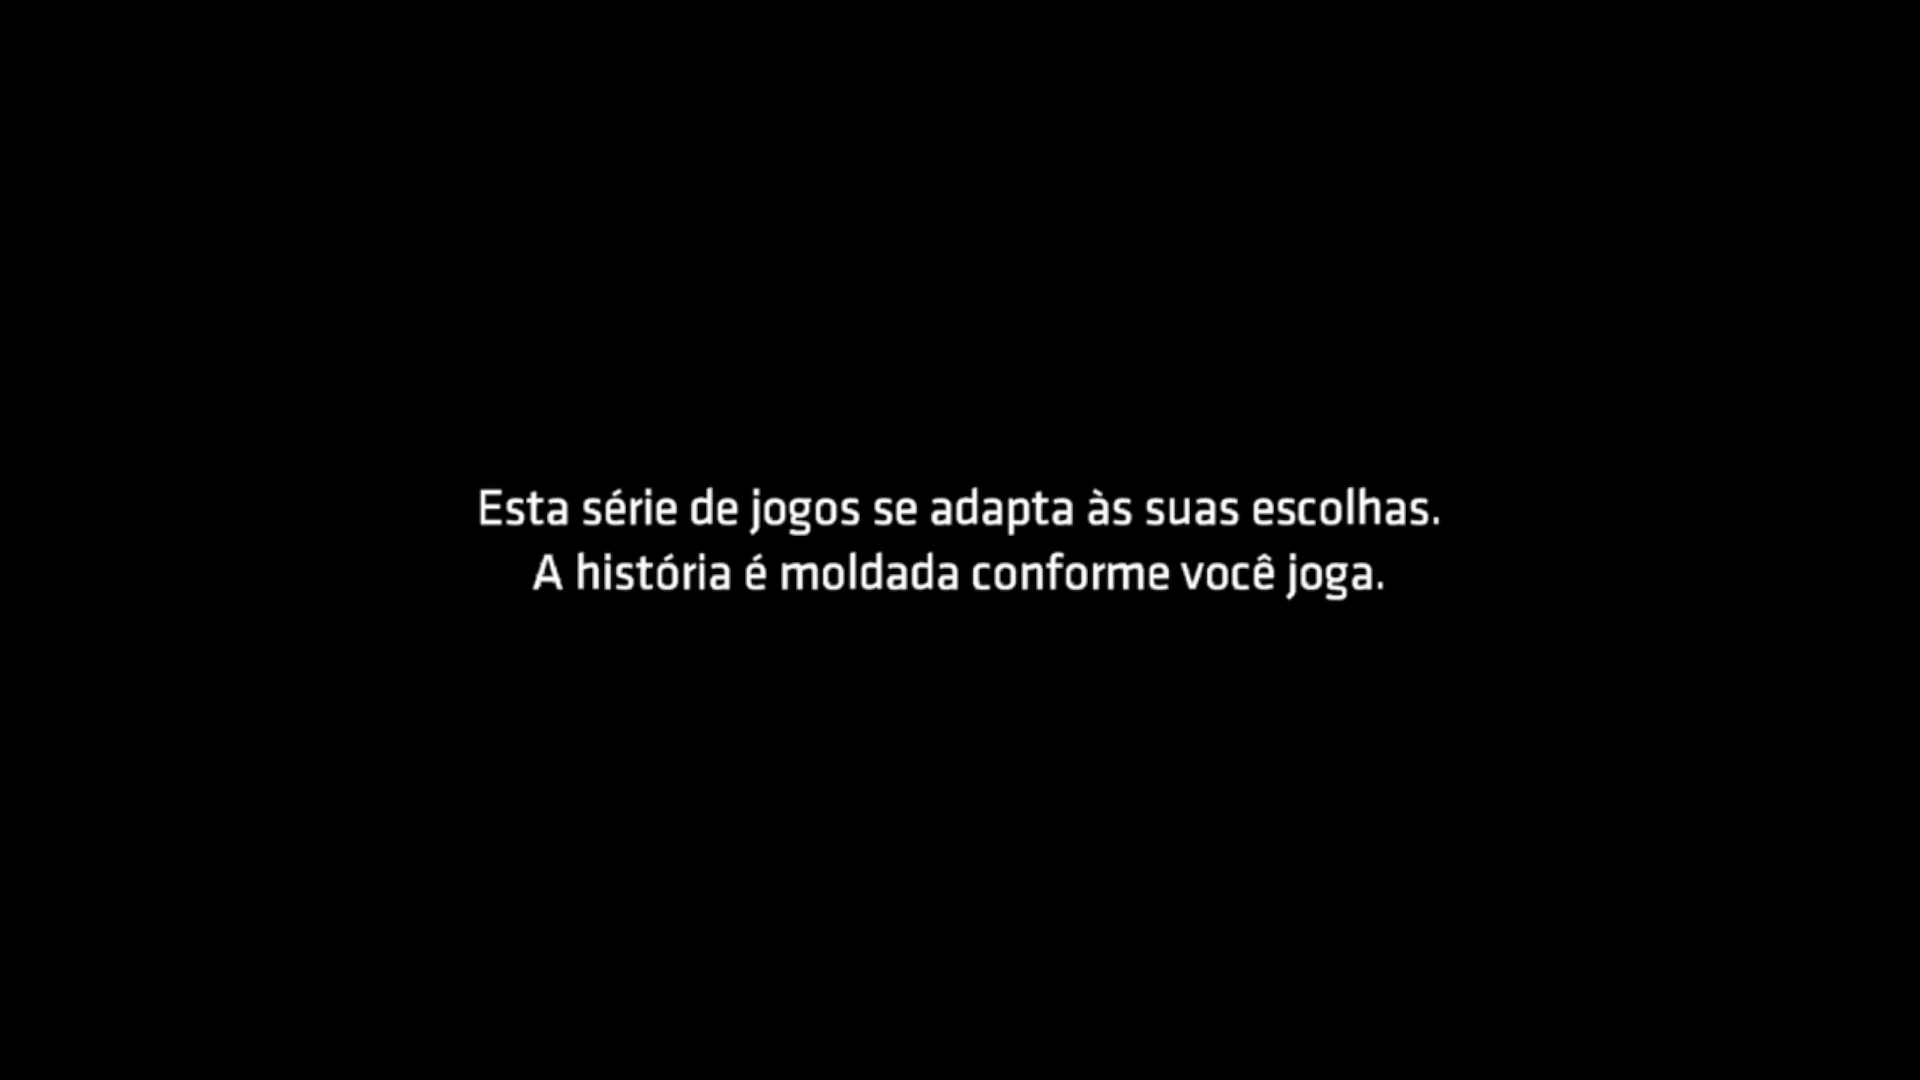 Esta série de jogos se adapta às suas escolhas.
A história é moldada conforme você joga.